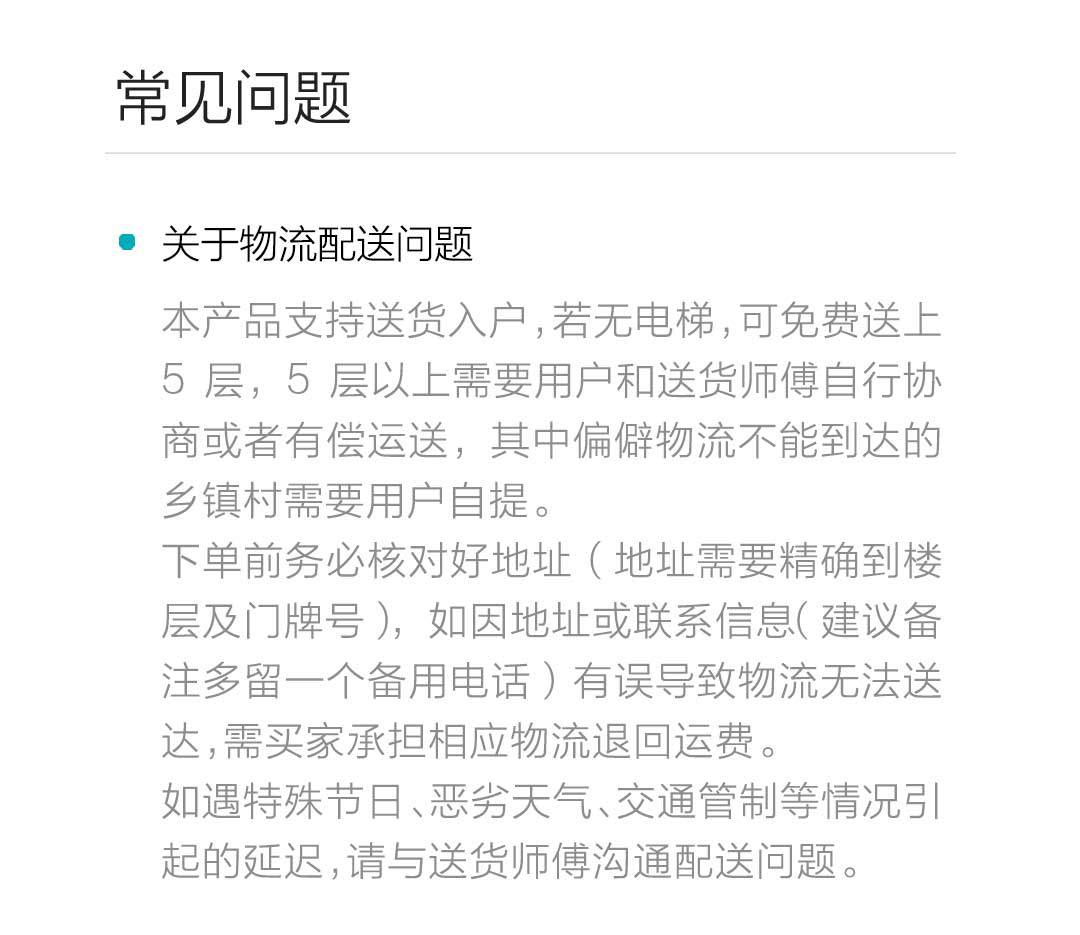 常见问题
关于物流配送问题
本产品支持送货入户,若无电梯,可免费送上
5 层，5 层以上需要用户和送货师傅自行协
商或者有偿运送，其中偏僻物流不能到达的
乡镇村需要用户自提。
下单前务必核对好地址（地址需要精确到楼
层及门牌号），如因地址或联系信息（建议备
注多留一个备用电话）有误导致物流无法送
达,需买家承担相应物流退回运费。
如遇特殊节日、恶劣天气、交通管制等情况引
起的延迟,请与送货师傅沟通配送问题。